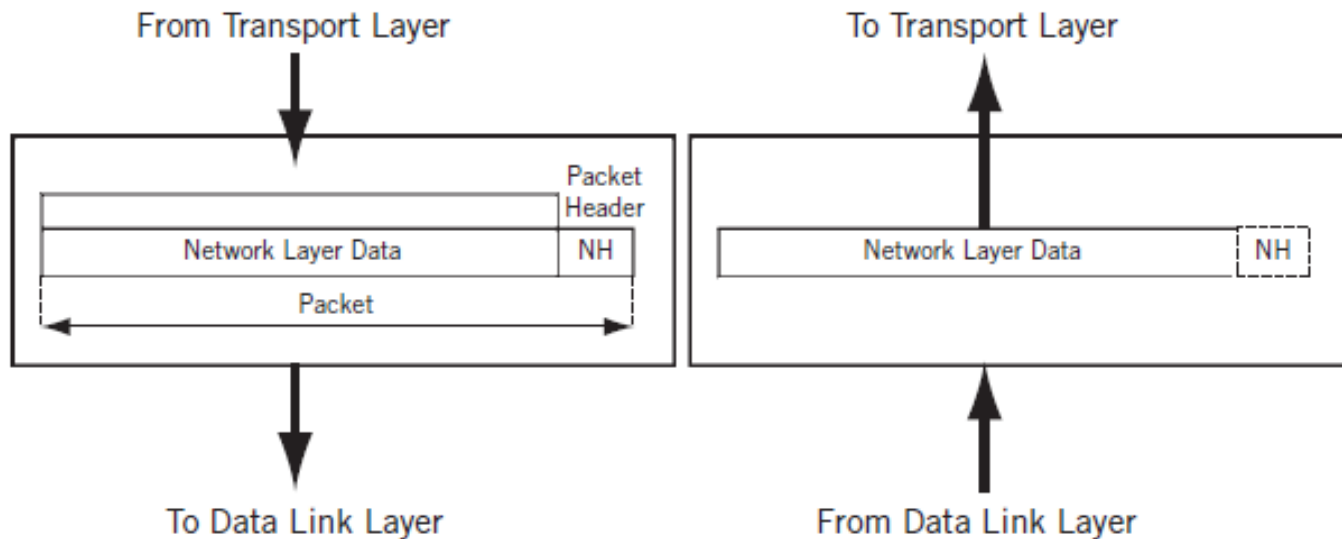 From Transport Layer
To Transport Layer
Packet
Header
Network Layer Data
NH
Packet
Network Layer Data
NH
To Data Link Layer
From Data Link Layer